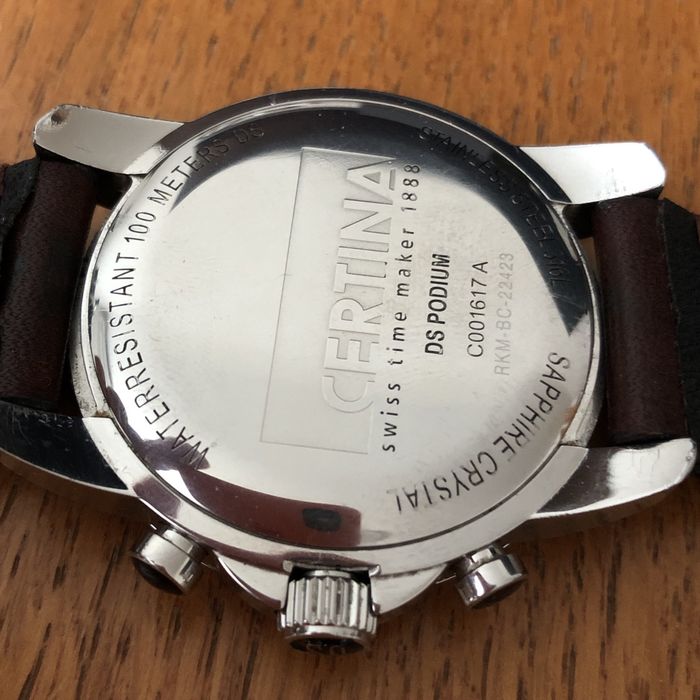 CERTINA
swiss time maker 1888
DS PODIUM
C001617A
RKM-BC-22423
WATERRESISTANT 100 METERS DS
STAINLESS STEEL 316L
SAPPHIRE CRYSTAL